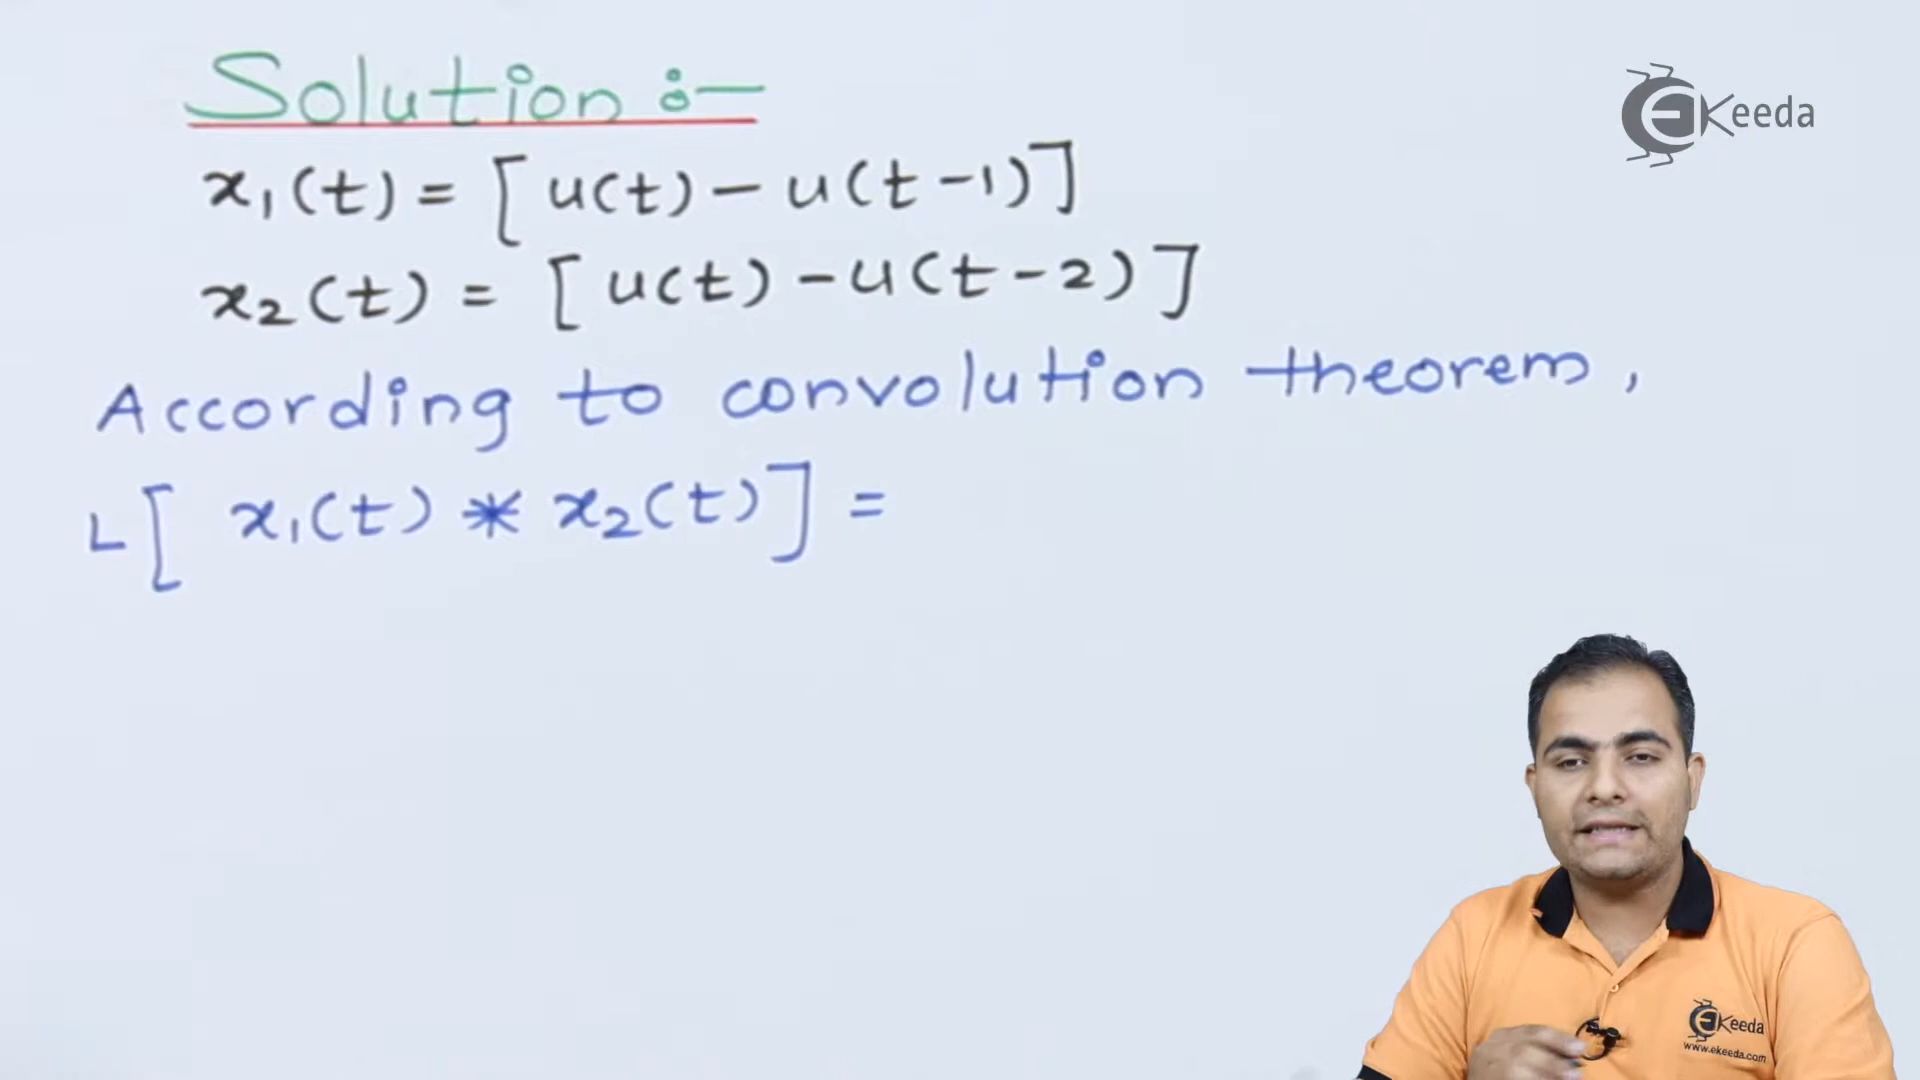 Solution :-
EKeeda
x₁(t) = [u(t) - u(t-1)]
x₂(t) = [u(t) - u(t-2)]
According to convolution theorem,
L[x₁(t) * x₂(t)] =
EKeeda
www.ekeeda.com